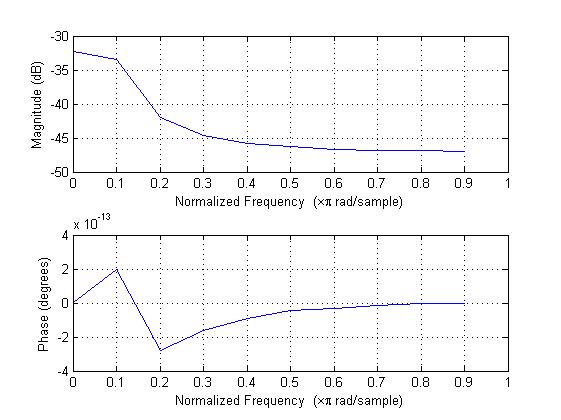 -30
-35
-40
-45
-50
Magnitude (dB)
0 0.1 0.2 0.3 0.4 0.5 0.6 0.7 0.8 0.9 1
Normalized Frequency (×π rad/sample)
x 10^-13
4
2
0
-2
-4
Phase (degrees)
0 0.1 0.2 0.3 0.4 0.5 0.6 0.7 0.8 0.9 1
Normalized Frequency (×π rad/sample)